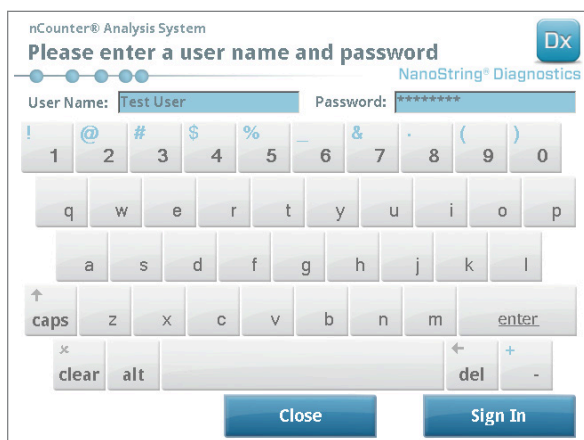 nCounter® Analysis System
Please enter a user name and password
Dx
NanoString® Diagnostics
User Name: Test User Password: ********
! @ # $ % _ & . ( )
1 2 3 4 5 6 7 8 9 0
q w e r t y u i o p
a s d f g h j k l
caps z x c v b n m enter
clear alt del + -
Close Sign In